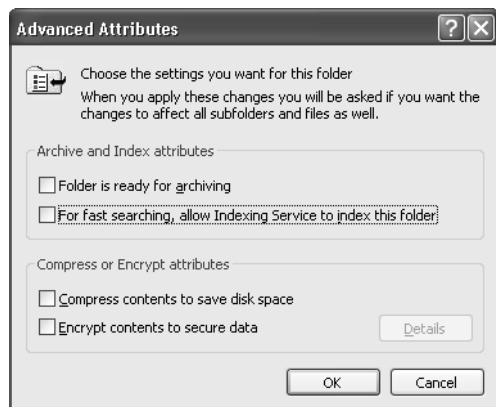 Advanced Attributes
Choose the settings you want for this folder
When you apply these changes you will be asked if you want the
changes to affect all subfolders and files as well.
Archive and Index attributes
Folder is ready for archiving
For fast searching, allow Indexing Service to index this folder
Compress or Encrypt attributes
Compress contents to save disk space
Encrypt contents to secure data
Details
OK
Cancel